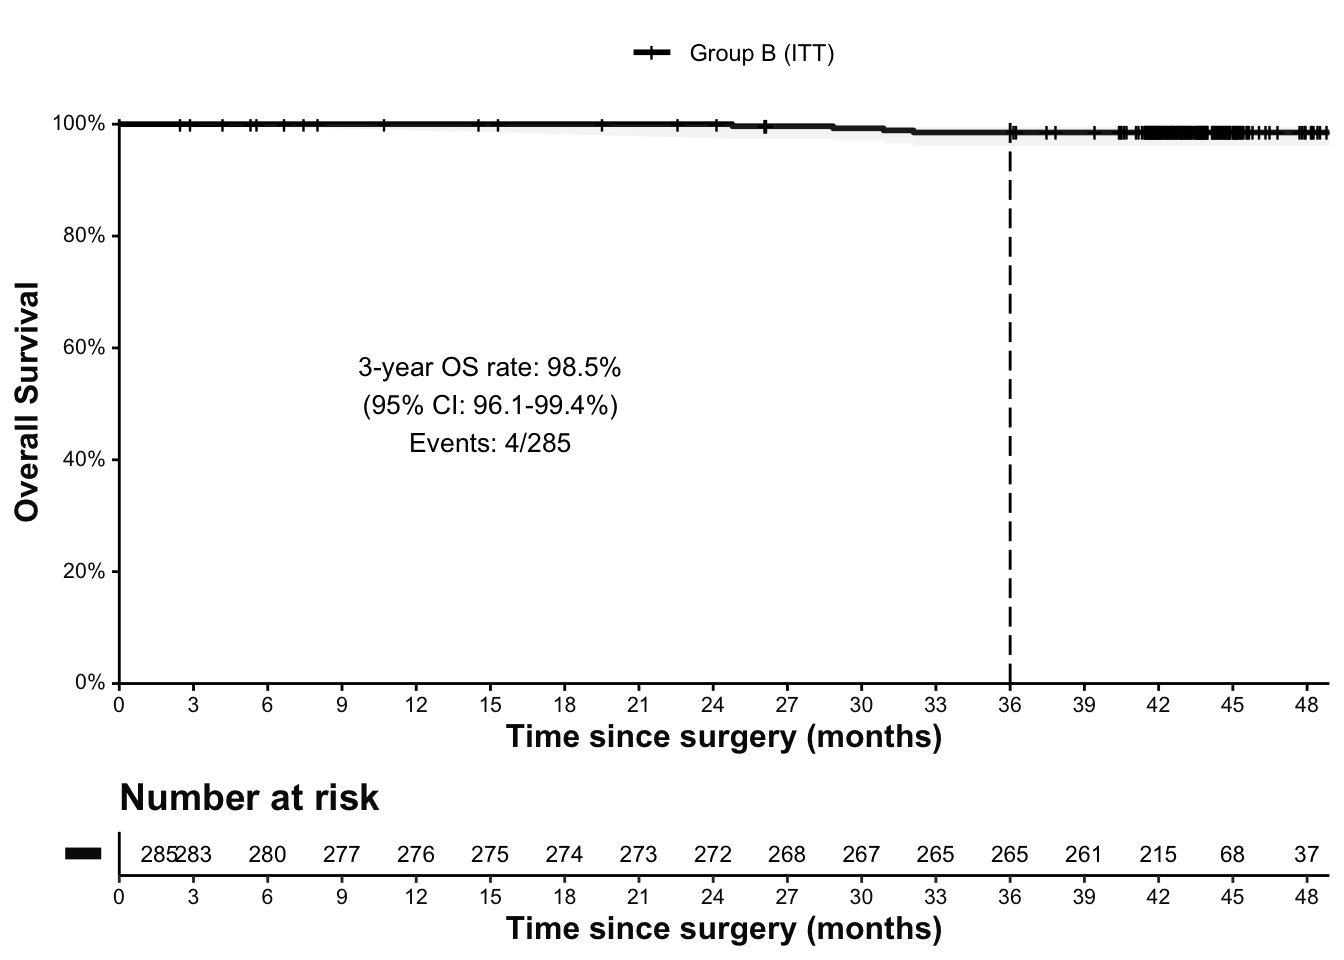 Group B (ITT)
100%
80%
60%
40%
20%
0%
Overall Survival
3-year OS rate: 98.5%
(95% CI: 96.1-99.4%)
Events: 4/285
0 3 6 9 12 15 18 21 24 27 30 33 36 39 42 45 48
Time since surgery (months)
Number at risk
285 283 280 277 276 275 274 273 272 268 267 265 265 261 215 68 37
0 3 6 9 12 15 18 21 24 27 30 33 36 39 42 45 48
Time since surgery (months)